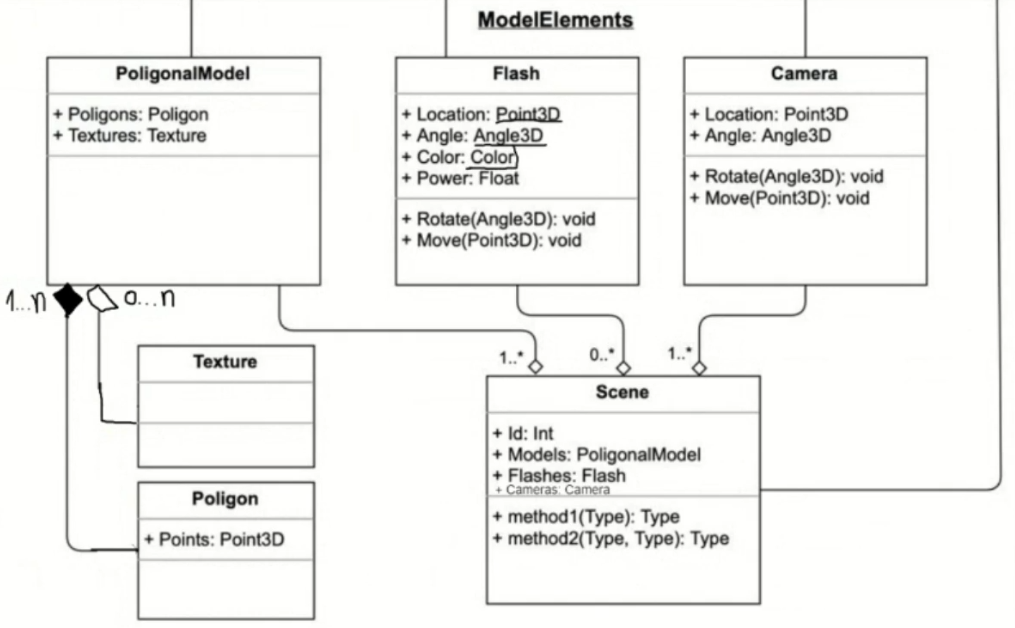 ModelElements
PoligonalModel
+ Poligons: Poligon
+ Textures: Texture
Flash
+ Location: Point3D
+ Angle: Angle3D
+ Color: Color
+ Power: Float
+ Rotate(Angle3D): void
+ Move(Point3D): void
Camera
+ Location: Point3D
+ Angle: Angle3D
+ Rotate(Angle3D): void
+ Move(Point3D): void
1...n
0...n
1..*
0..*
1..*
Texture
Poligon
+ Points: Point3D
Scene
+ Id: Int
+ Models: PoligonalModel
+ Flashes: Flash
+ Cameras: Camera
+ method1(Type): Type
+ method2(Type, Type): Type